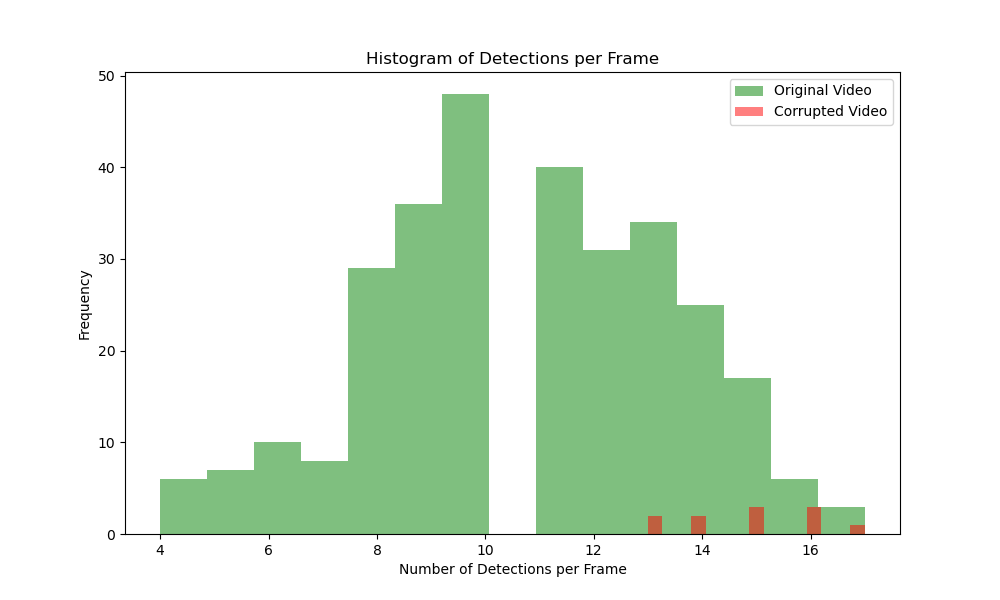 Histogram of Detections per Frame
Original Video
Corrupted Video
Frequency
50
40
30
20
10
0
4 6 8 10 12 14 16
Number of Detections per Frame